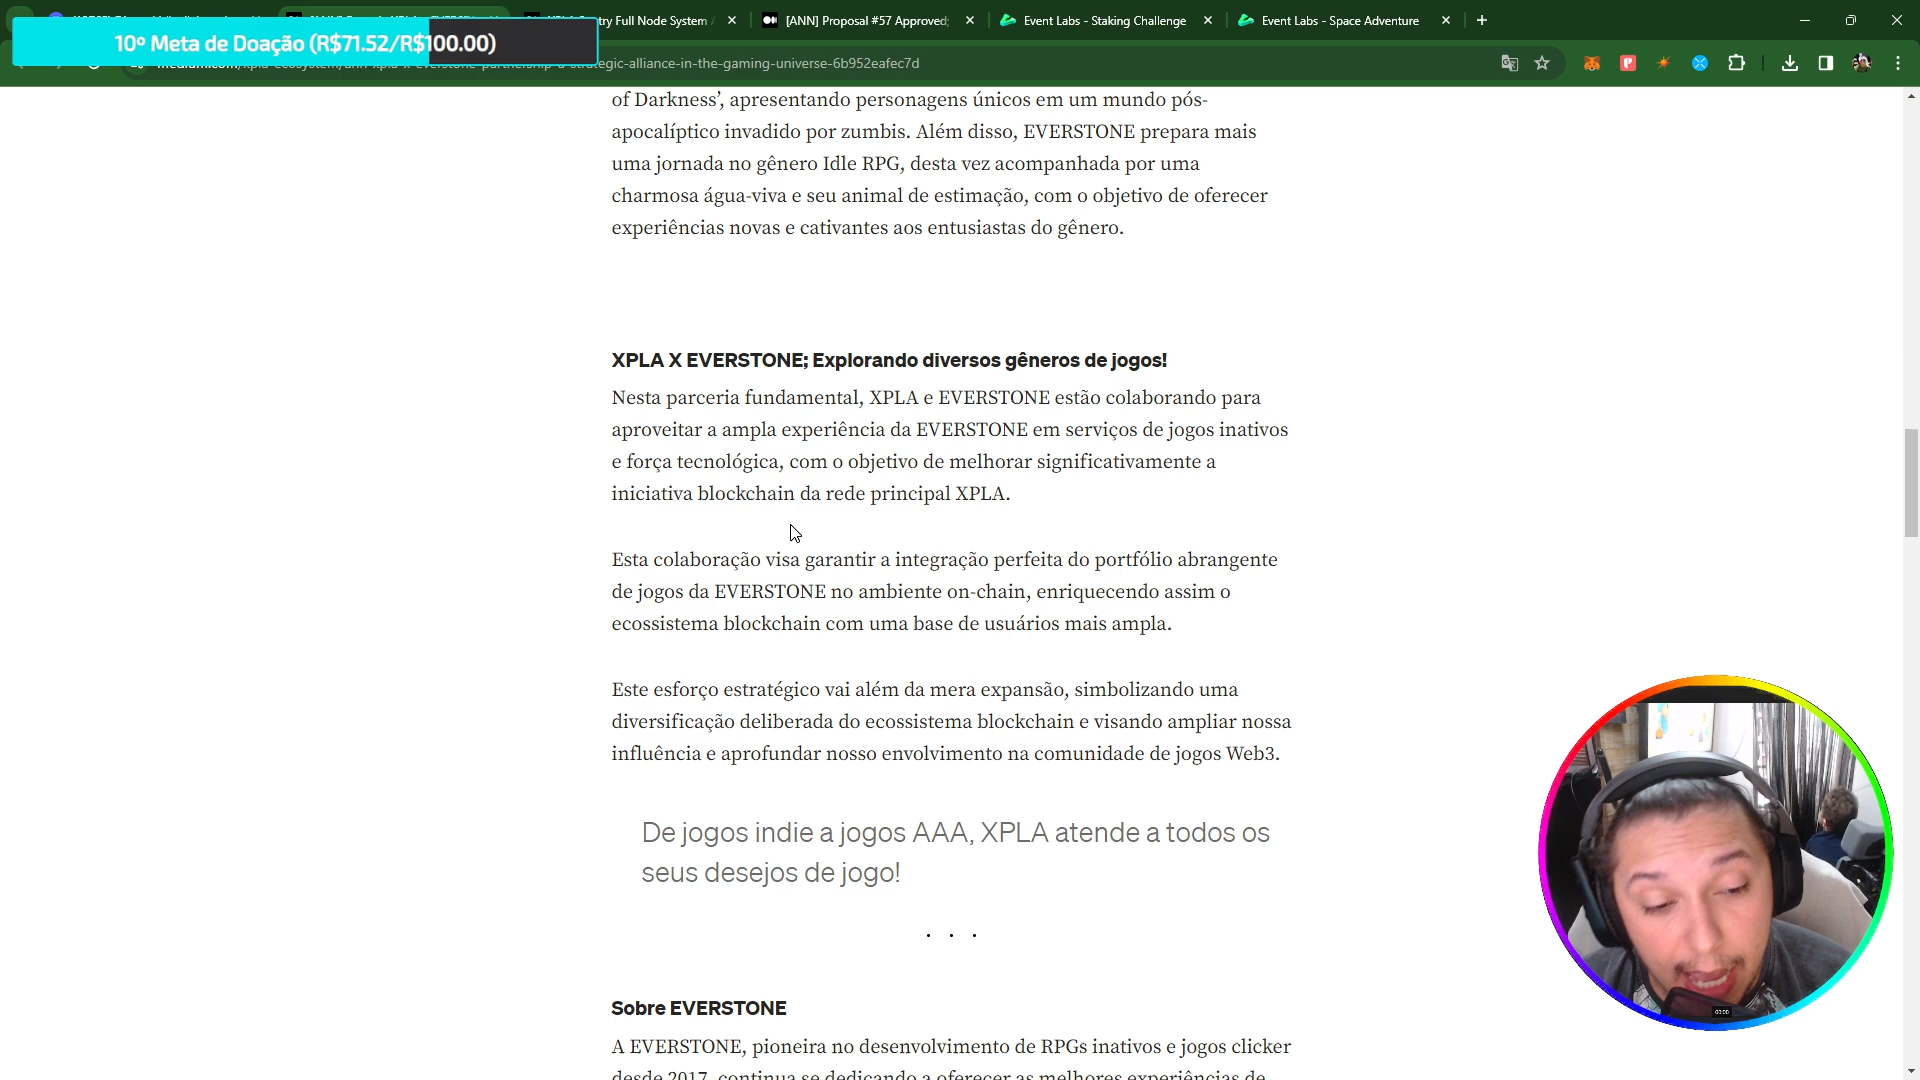 10º Meta de Doação (R$71.52/R$100.00)
try Full Node System
[ANN] Proposal #57 Approved;
Event Labs - Staking Challenge
Event Labs - Space Adventure
gic-alliance-in-the-gaming-universe-6b952eafec7d
of Darkness’, apresentando personagens únicos em um mundo pós-
apocalíptico invadido por zumbis. Além disso, EVERSTONE prepara mais
uma jornada no gênero Idle RPG, desta vez acompanhada por uma
charmosa água-viva e seu animal de estimação, com o objetivo de oferecer
experiências novas e cativantes aos entusiastas do gênero.
XPLA X EVERSTONE; Explorando diversos gêneros de jogos!
Nesta parceria fundamental, XPLA e EVERSTONE estão colaborando para
aproveitar a ampla experiência da EVERSTONE em serviços de jogos inativos
e força tecnológica, com o objetivo de melhorar significativamente a
iniciativa blockchain da rede principal XPLA.
Esta colaboração visa garantir a integração perfeita do portfólio abrangente
de jogos da EVERSTONE no ambiente on-chain, enriquecendo assim o
ecossistema blockchain com uma base de usuários mais ampla.
Este esforço estratégico vai além da mera expansão, simbolizando uma
diversificação deliberada do ecossistema blockchain e visando ampliar nossa
influência e aprofundar nosso envolvimento na comunidade de jogos Web3.
De jogos indie a jogos AAA, XPLA atende a todos os
seus desejos de jogo!
. . .
Sobre EVERSTONE
A EVERSTONE, pioneira no desenvolvimento de RPGs inativos e jogos clicker
desde 2017, continua se dedicando a oferecer as melhores experiências de
00:00